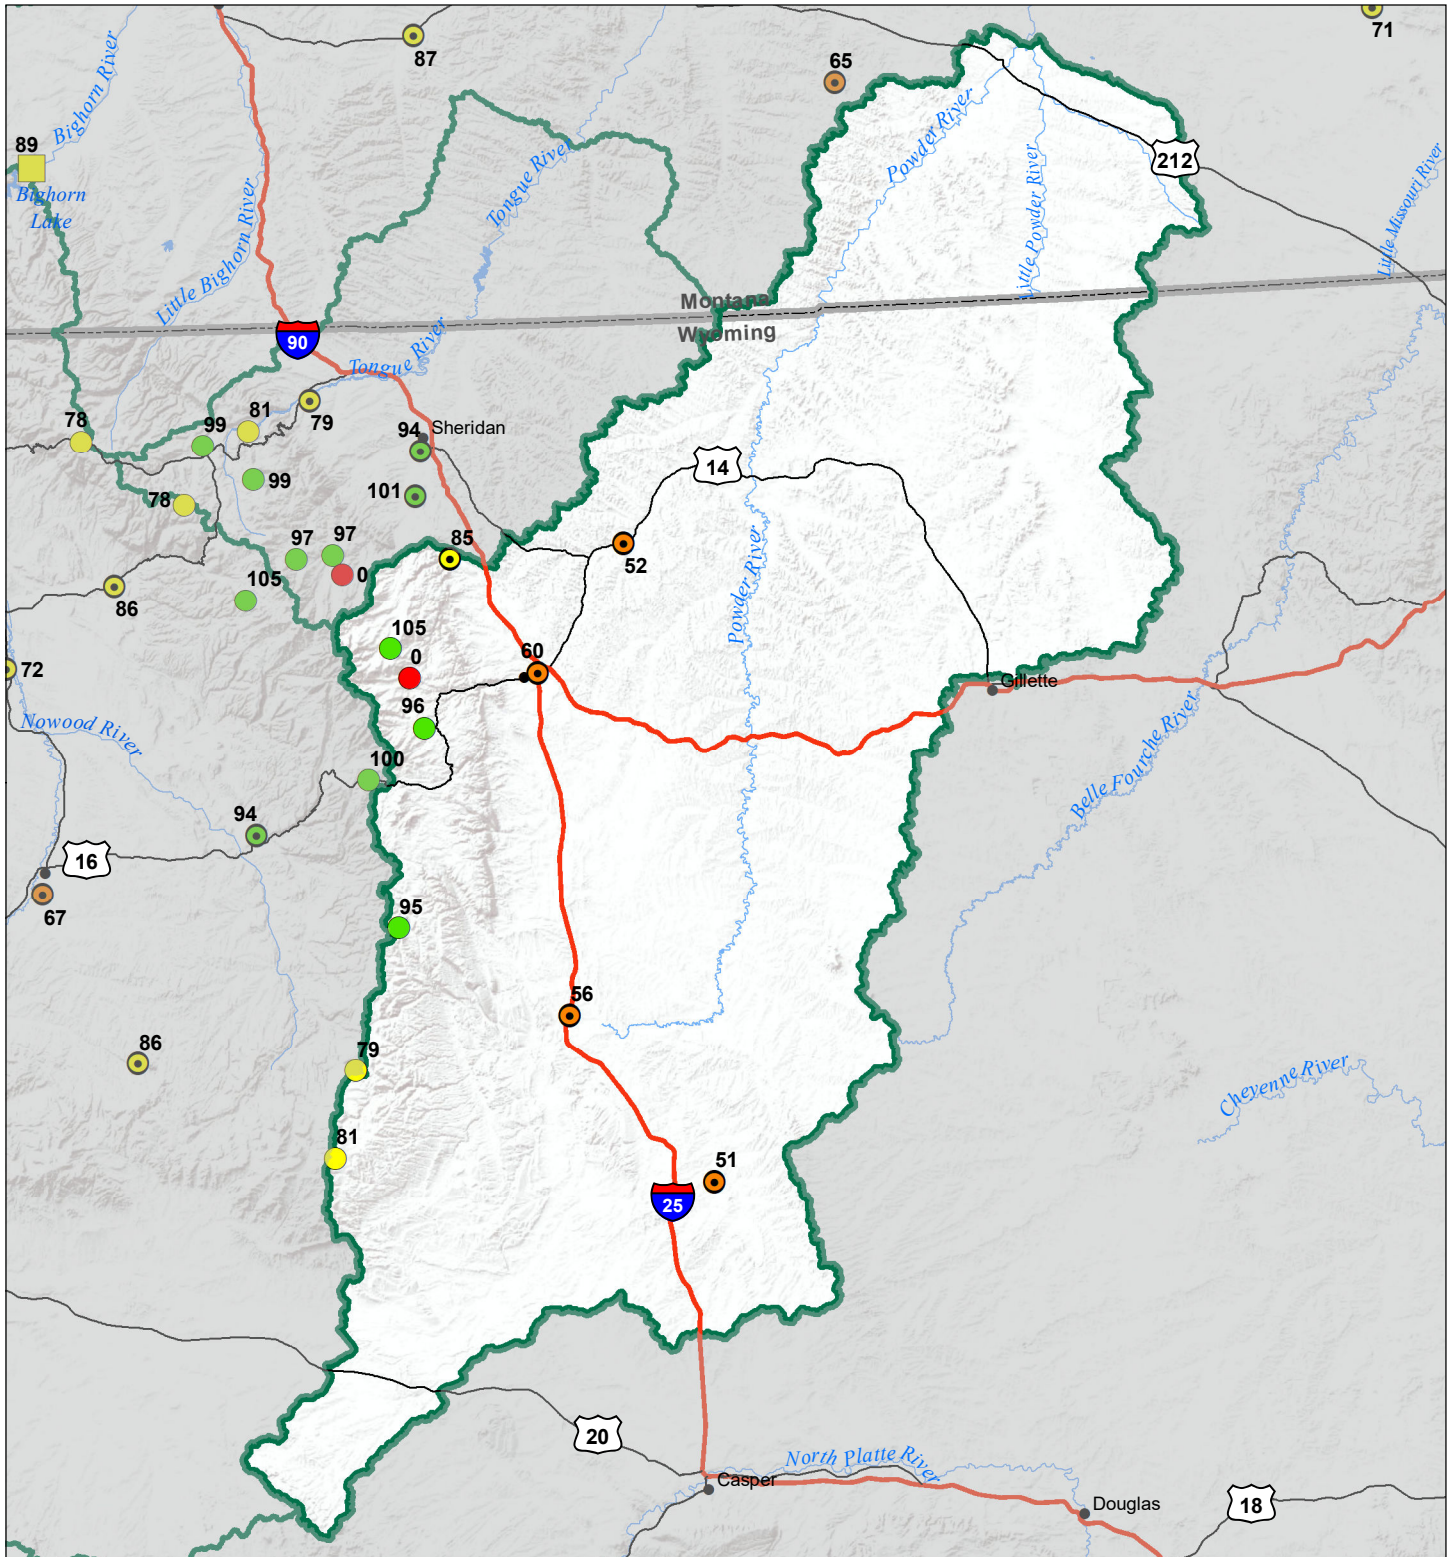 71
87
65
Bighorn River
Powder River
89
212
Tongue River
Bighorn
Lake
Little Powder River
Little Missouri River
Little Bighorn River
Montana
Wyoming
90
Tongue River
79
81
78
99
94
Sheridan
14
99
101
78
97
97
85
0
52
105
86
Powder River
105
0
60
72
Gillette
96
Nowood River
100
Belle Fourche River
94
16
67
95
56
86
79
Cheyenne River
81
51
25
20
North Platte River
Casper
Douglas
18